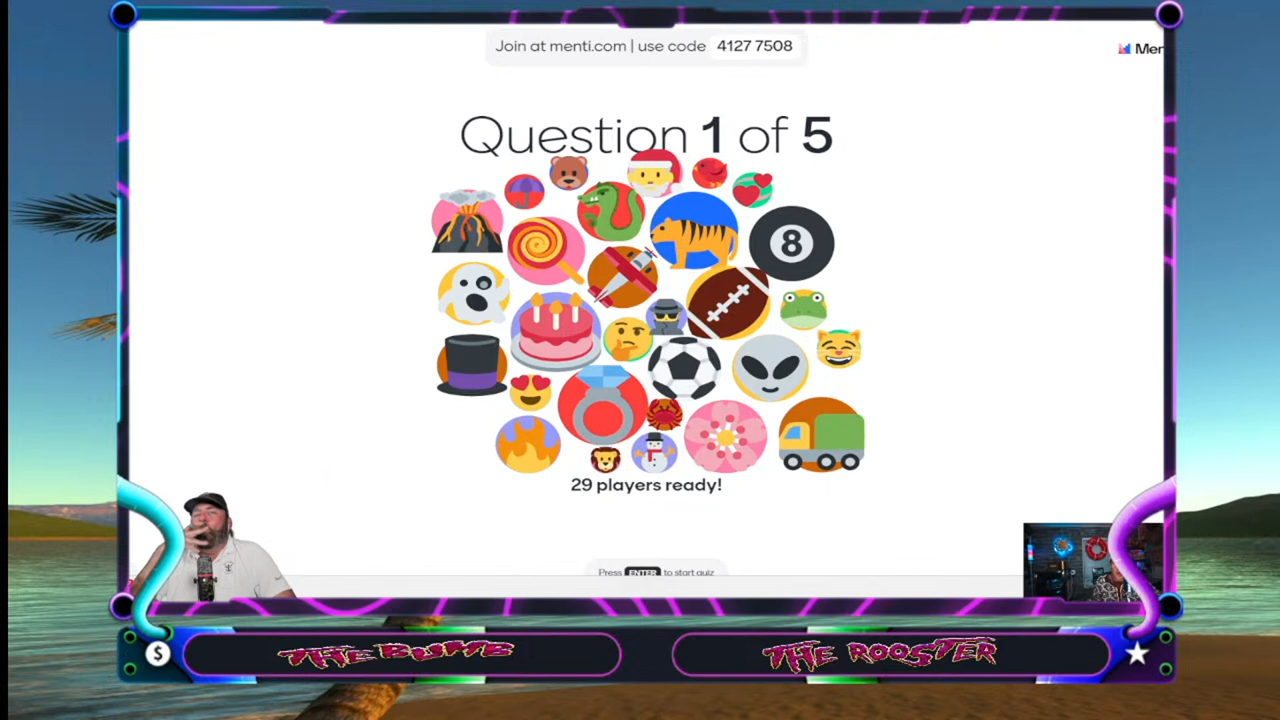 Join at menti.com | use code 4127 7508
Men
Question 1 of 5
8
29 players ready!
Press ENTER to start quiz
THE BUMB
THE ROOSTER
$